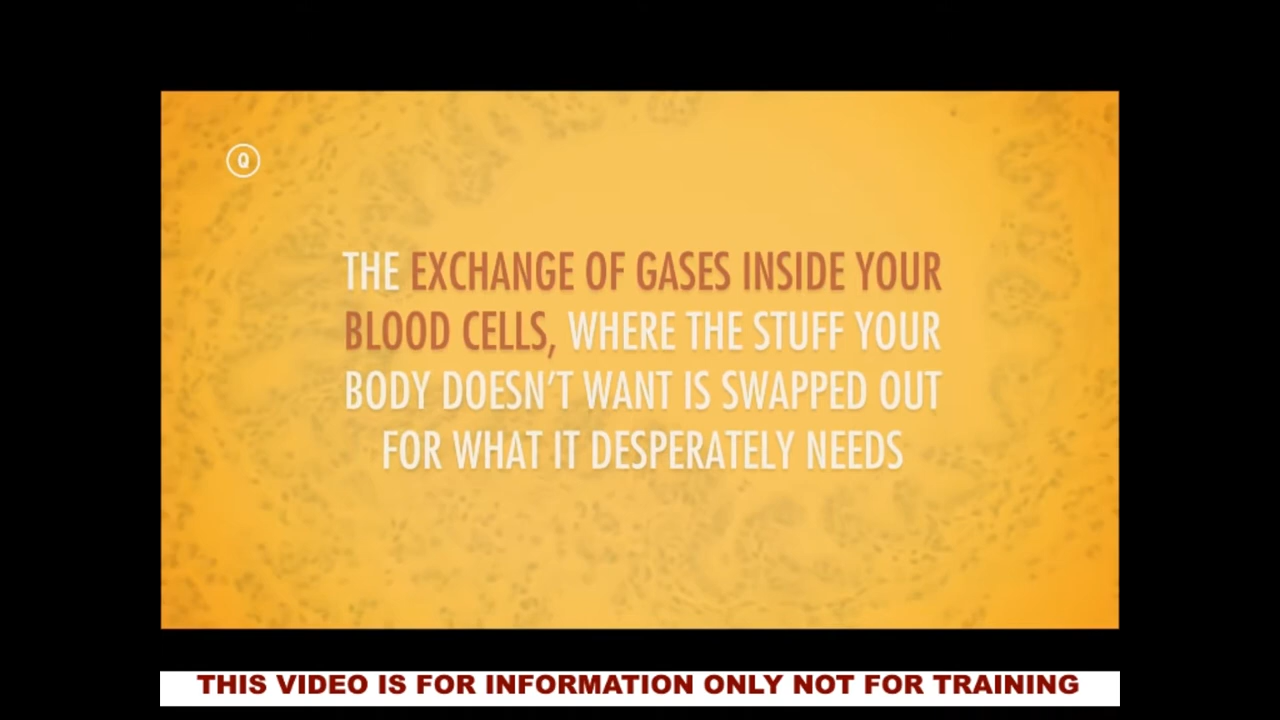 Q
THE EXCHANGE OF GASES INSIDE YOUR
BLOOD CELLS, WHERE THE STUFF YOUR
BODY DOESN'T WANT IS SWAPPED OUT
FOR WHAT IT DESPERATELY NEEDS
THIS VIDEO IS FOR INFORMATION ONLY NOT FOR TRAINING